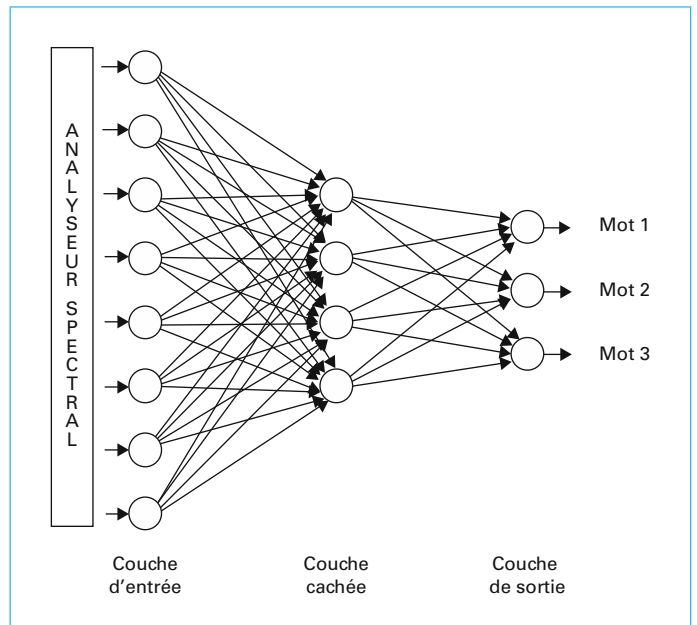 ANALYSEUR SPECTRAL
Mot 1
Mot 2
Mot 3
Couche
d'entrée
Couche
cachée
Couche
de sortie